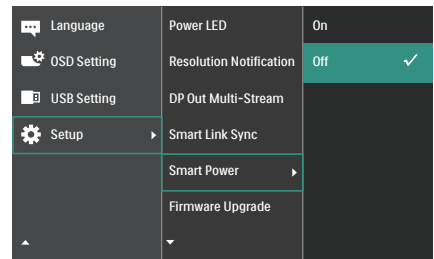 Language
OSD Setting
USB Setting
Setup
Power LED
Resolution Notification
DP Out Multi-Stream
Smart Link Sync
Smart Power
Firmware Upgrade
On
Off